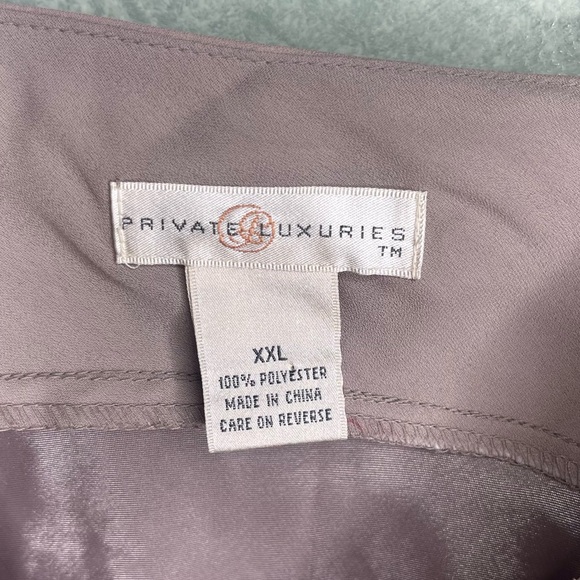 PRIVATE LUXURIES
TM
XXL
100% POLYESTER
MADE IN CHINA
CARE ON REVERSE